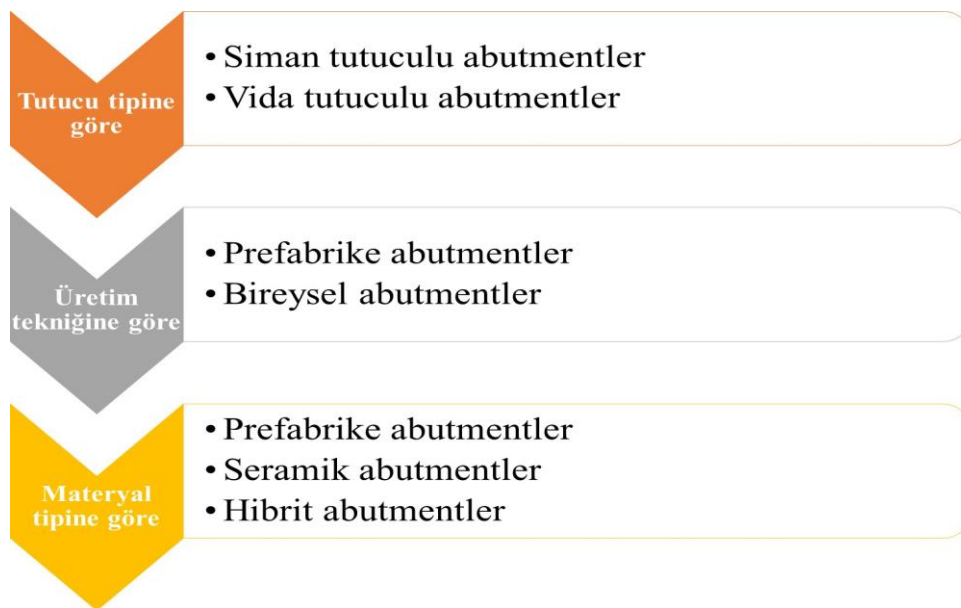 Tutucu tipine
göre
• Siman tutuculu abutmentler
• Vida tutuculu abutmentler
Üretim
tekniğine göre
• Prefabrike abutmentler
• Bireysel abutmentler
Materyal
tipine göre
• Prefabrike abutmentler
• Seramik abutmentler
• Hibrit abutmentler